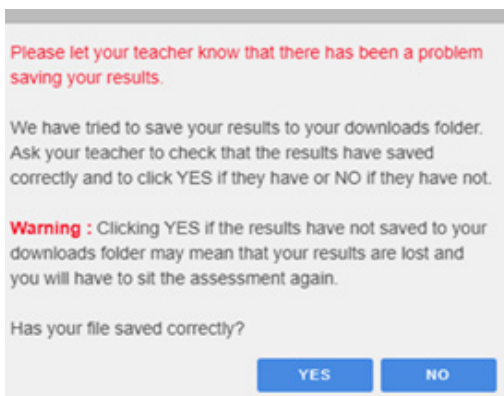 Please let your teacher know that there has been a problem
saving your results.
We have tried to save your results to your downloads folder.
Ask your teacher to check that the results have saved
correctly and to click YES if they have or NO if they have not.
Warning : Clicking YES if the results have not saved to your
downloads folder may mean that your results are lost and
you will have to sit the assessment again.
Has your file saved correctly?
YES NO